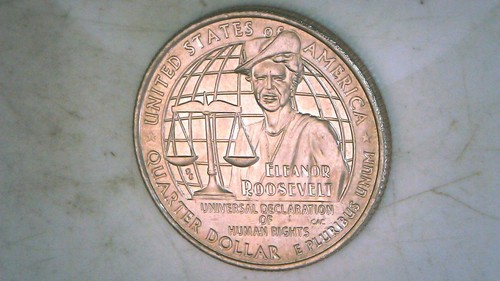 UNITED STATES OF AMERICA
ELEANOR
ROOSEVELT
UNIVERSAL DECLARATION
OF
HUMAN RIGHTS
QUARTER DOLLAR
E PLURIBUS UNUM